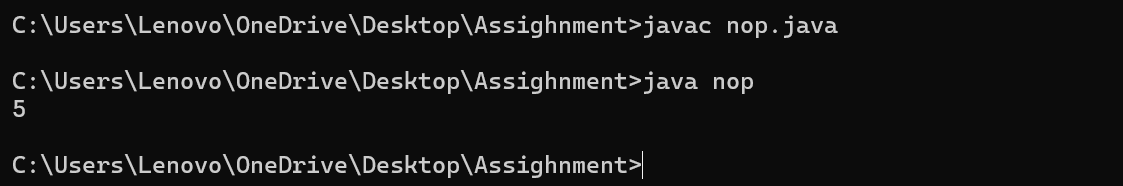 C:\Users\Lenovo\OneDrive\Desktop\Assighnment>javac nop.java
C:\Users\Lenovo\OneDrive\Desktop\Assighnment>java nop
5
C:\Users\Lenovo\OneDrive\Desktop\Assighnment>